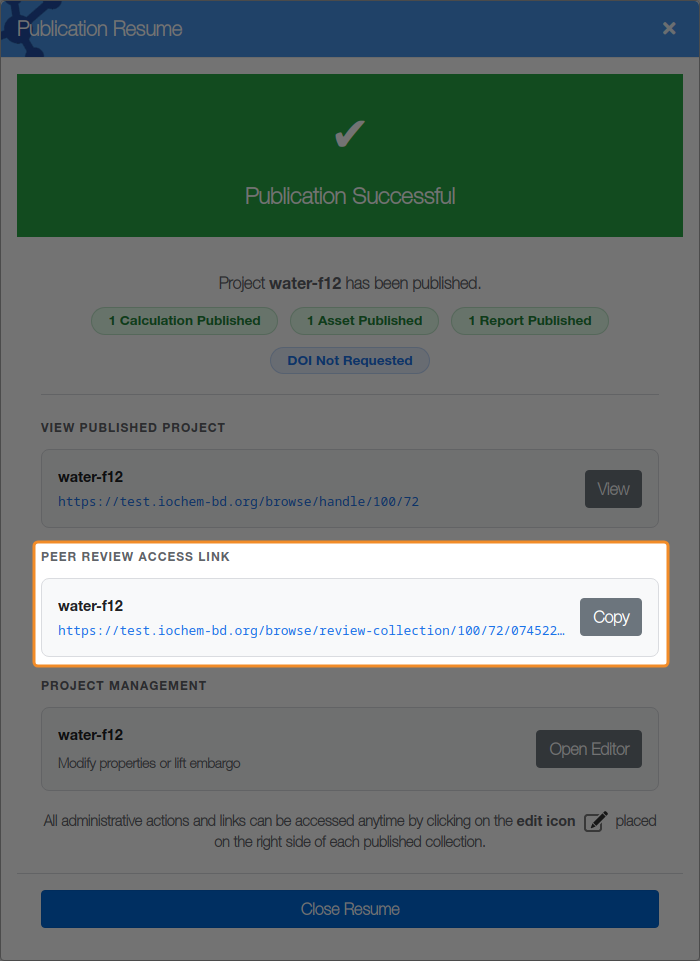 Publication Resume ×
✔
Publication Successful
Project water-f12 has been published.
1 Calculation Published 1 Asset Published 1 Report Published
DOI Not Requested
VIEW PUBLISHED PROJECT
water-f12
https://test.iochem-bd.org/browse/handle/100/72
View
PEER REVIEW ACCESS LINK
water-f12
https://test.iochem-bd.org/browse/review-collection/100/72/074522…
Copy
PROJECT MANAGEMENT
water-f12
Modify properties or lift embargo
Open Editor
All administrative actions and links can be accessed anytime by clicking on the edit icon placed
on the right side of each published collection.
Close Resume